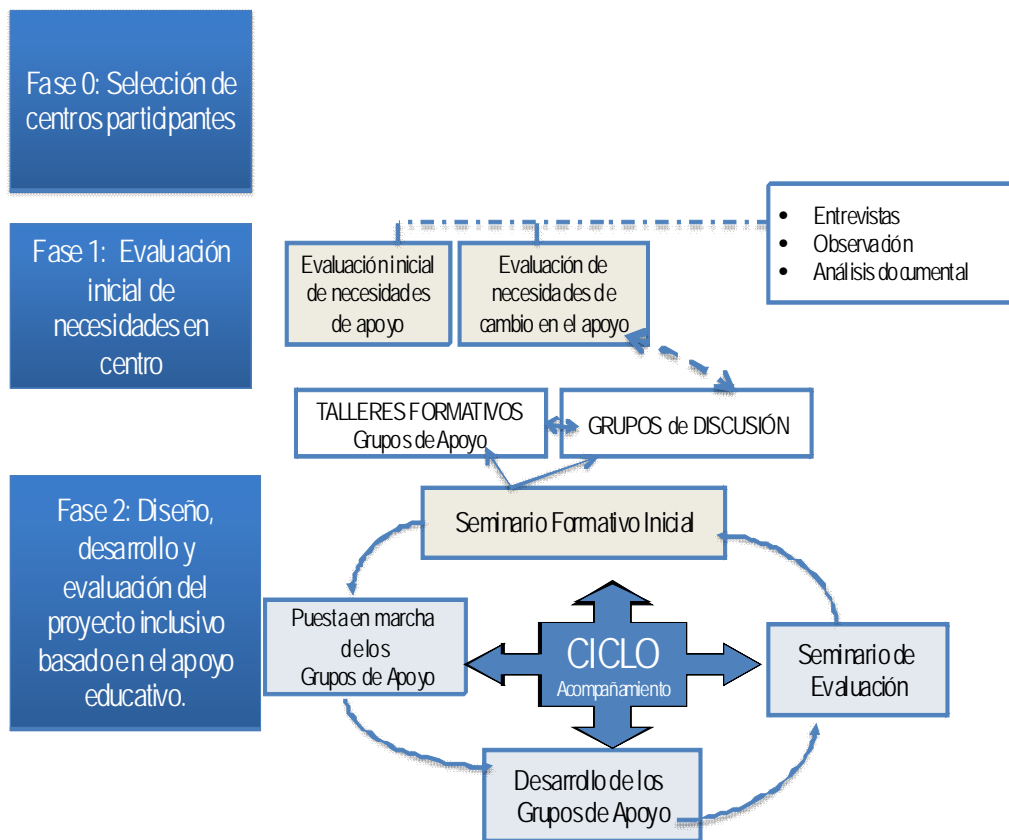 Fase 0: Selección de
centros participantes
Fase 1: Evaluación
inicial de
necesidades en
centro
Evaluación inicial
de necesidades
de apoyo
Evaluación de
necesidades de
cambio en el apoyo
• Entrevistas
• Observación
• Análisis documental
TALLERES FORMATIVOS
Grupos de Apoyo
GRUPOS de DISCUSIÓN
Fase 2: Diseño,
desarrollo y
evaluación del
proyecto inclusivo
basado en el apoyo
educativo.
Seminario Formativo Inicial
Puesta en marcha
de los
Grupos de Apoyo
CICLO
Acompañamiento
Seminario de
Evaluación
Desarrollo de los
Grupos de Apoyo